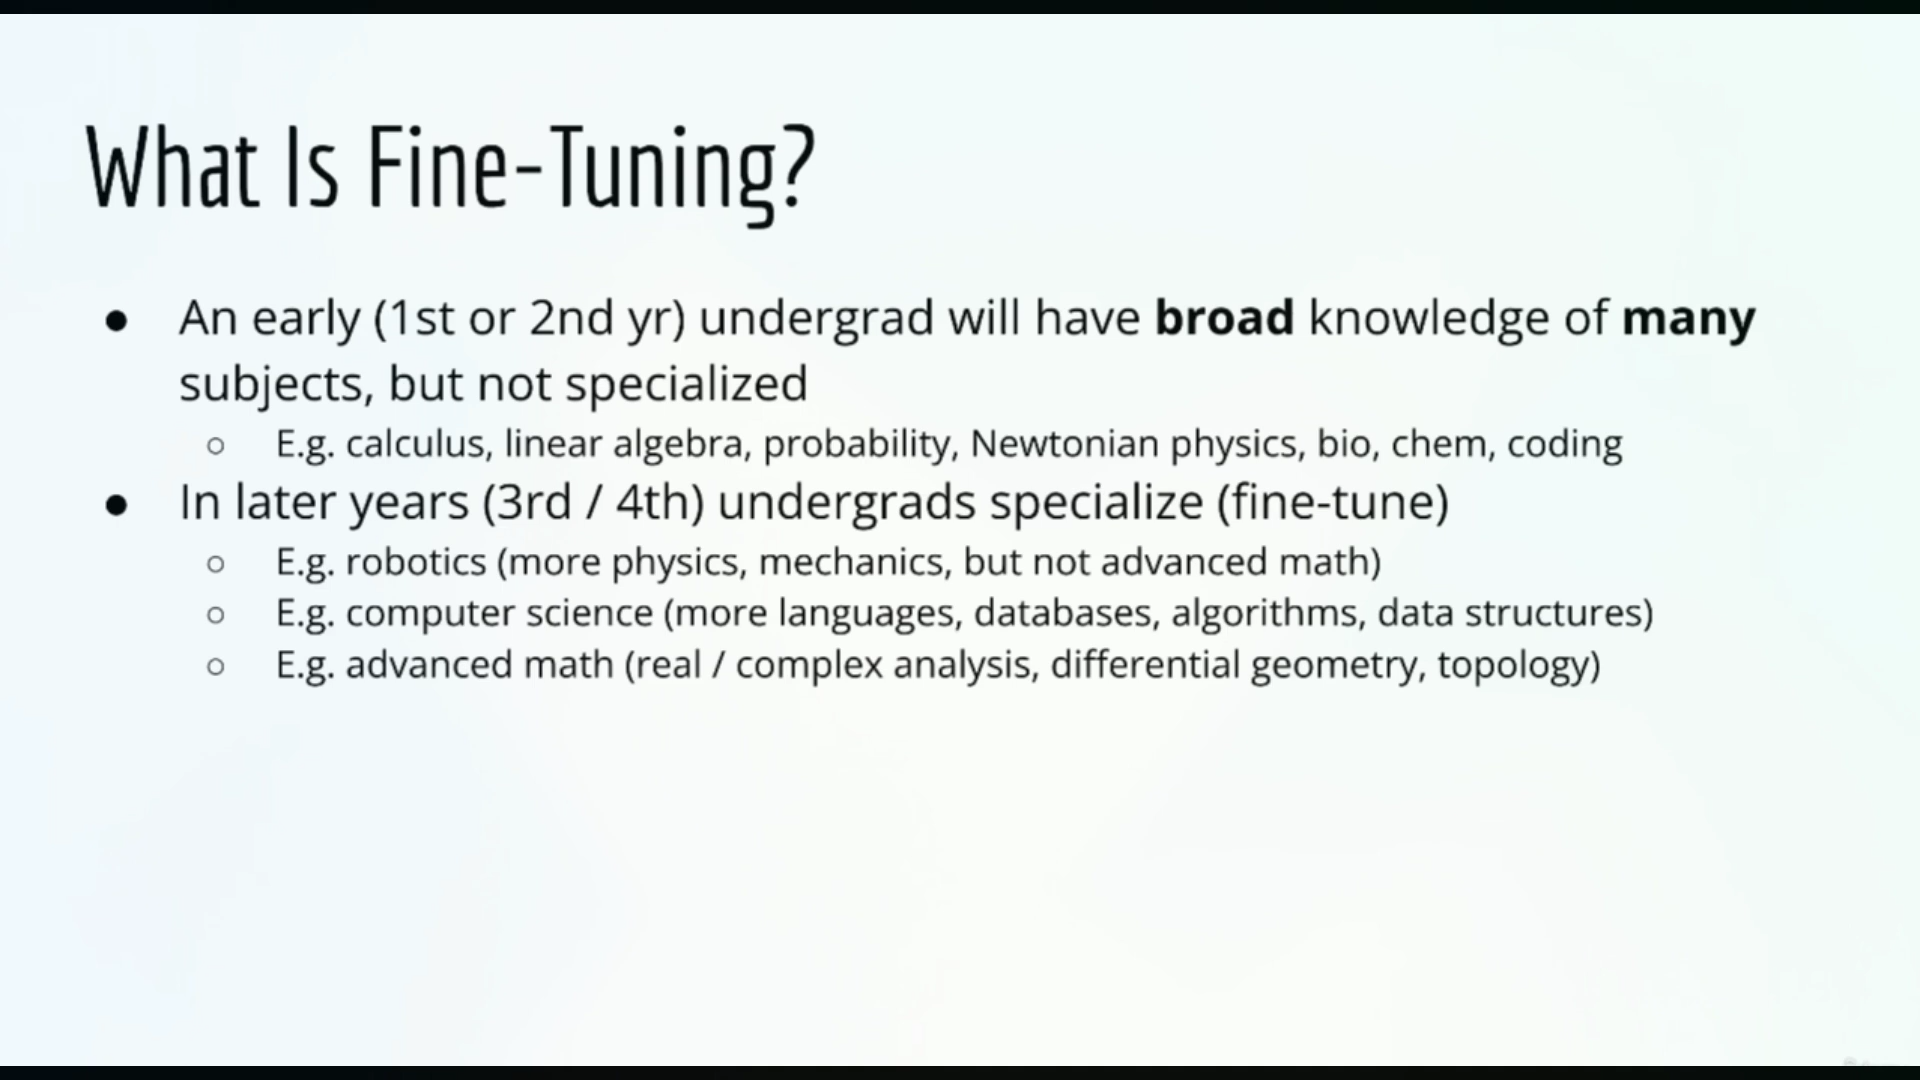 What Is Fine-Tuning?
● An early (1st or 2nd yr) undergrad will have broad knowledge of many
subjects, but not specialized
○ E.g. calculus, linear algebra, probability, Newtonian physics, bio, chem, coding
● In later years (3rd / 4th) undergrads specialize (fine-tune)
○ E.g. robotics (more physics, mechanics, but not advanced math)
○ E.g. computer science (more languages, databases, algorithms, data structures)
○ E.g. advanced math (real / complex analysis, differential geometry, topology)